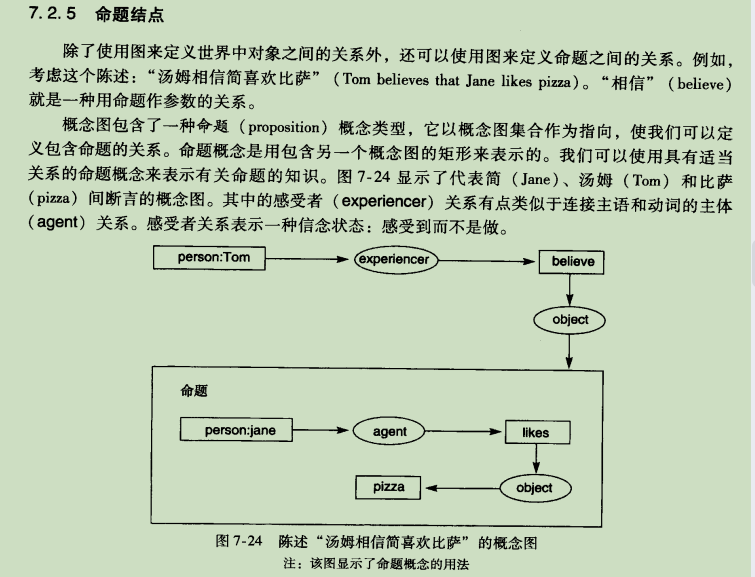 7.2.5 命题结点
除了使用图来定义世界中对象之间的关系外，还可以使用图来定义命题之间的关系。例如，
考虑这个陈述：“汤姆相信简喜欢比萨”（Tom believes that Jane likes pizza）。“相信”（believe）
就是一种用命题作参数的关系。
概念图包含了一种命题（proposition）概念类型，它以概念图集合作为指向，使我们可以定
义包含命题的关系。命题概念是用包含另一个概念图的矩形来表示的。我们可以使用具有适当
关系的命题概念来表示有关命题的知识。图7-24显示了代表简（Jane）、汤姆（Tom）和比萨
（pizza）间断言的概念图。其中的感受者（experiencer）关系有点类似于连接主语和动词的主体
（agent）关系。感受者关系表示一种信念状态：感受到而不是做。
person:Tom experiencer believe
object
命题
person:jane agent likes
pizza object
图7-24 陈述“汤姆相信简喜欢比萨”的概念图
注：该图显示了命题概念的用法